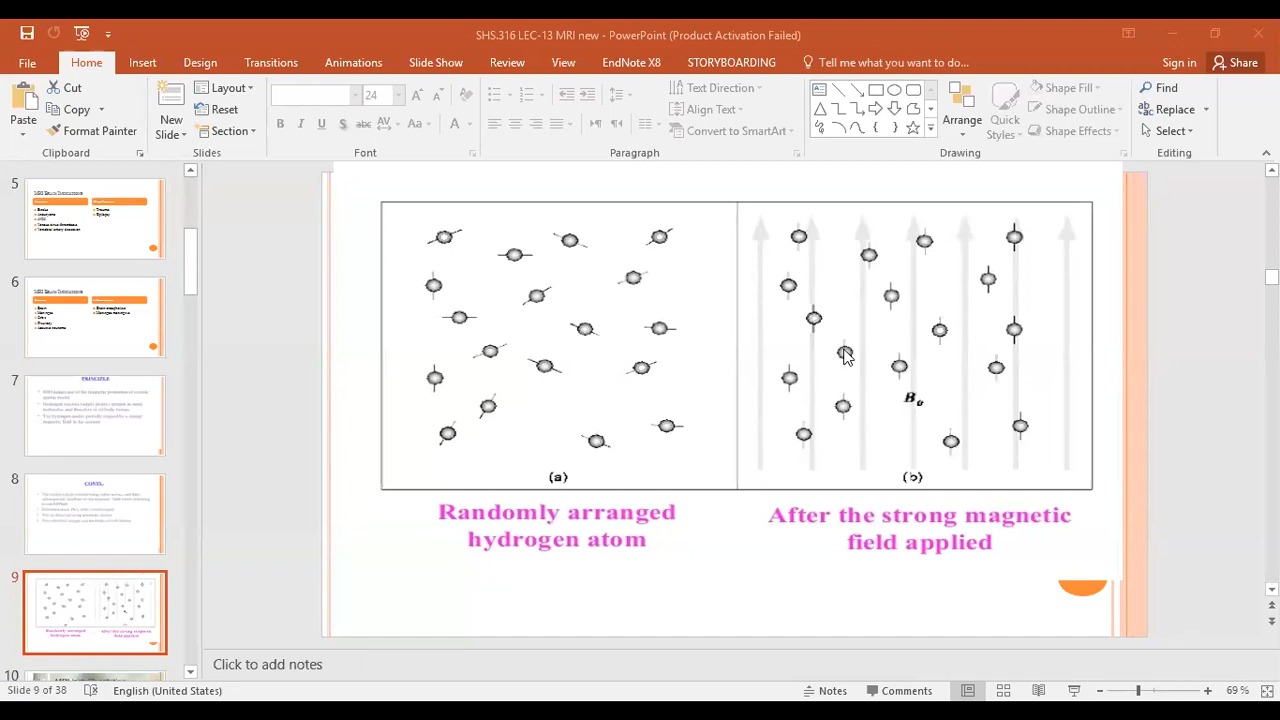 SHS.316 LEC-13 MRI new - PowerPoint (Product Activation Failed)
File Home Insert Design Transitions Animations Slide Show Review View EndNote X8 STORYBOARDING Tell me what you want to do... Sign in Share
Paste
Cut
Copy
Format Painter
Clipboard
New Slide
Layout
Reset
Section
Slides
24
B I U S abc AV Aa A
Font
Text Direction
Align Text
Convert to SmartArt
Paragraph
Arrange
Quick Styles
Shape Fill
Shape Outline
Shape Effects
Drawing
Find
Replace
Select
Editing
5
6
7
PRINCIPLE
8
CONT..
9
10
B₀
(a)
(b)
Randomly arranged
hydrogen atom
After the strong magnetic
field applied
Click to add notes
Slide 9 of 38 English (United States) Notes Comments 69 %